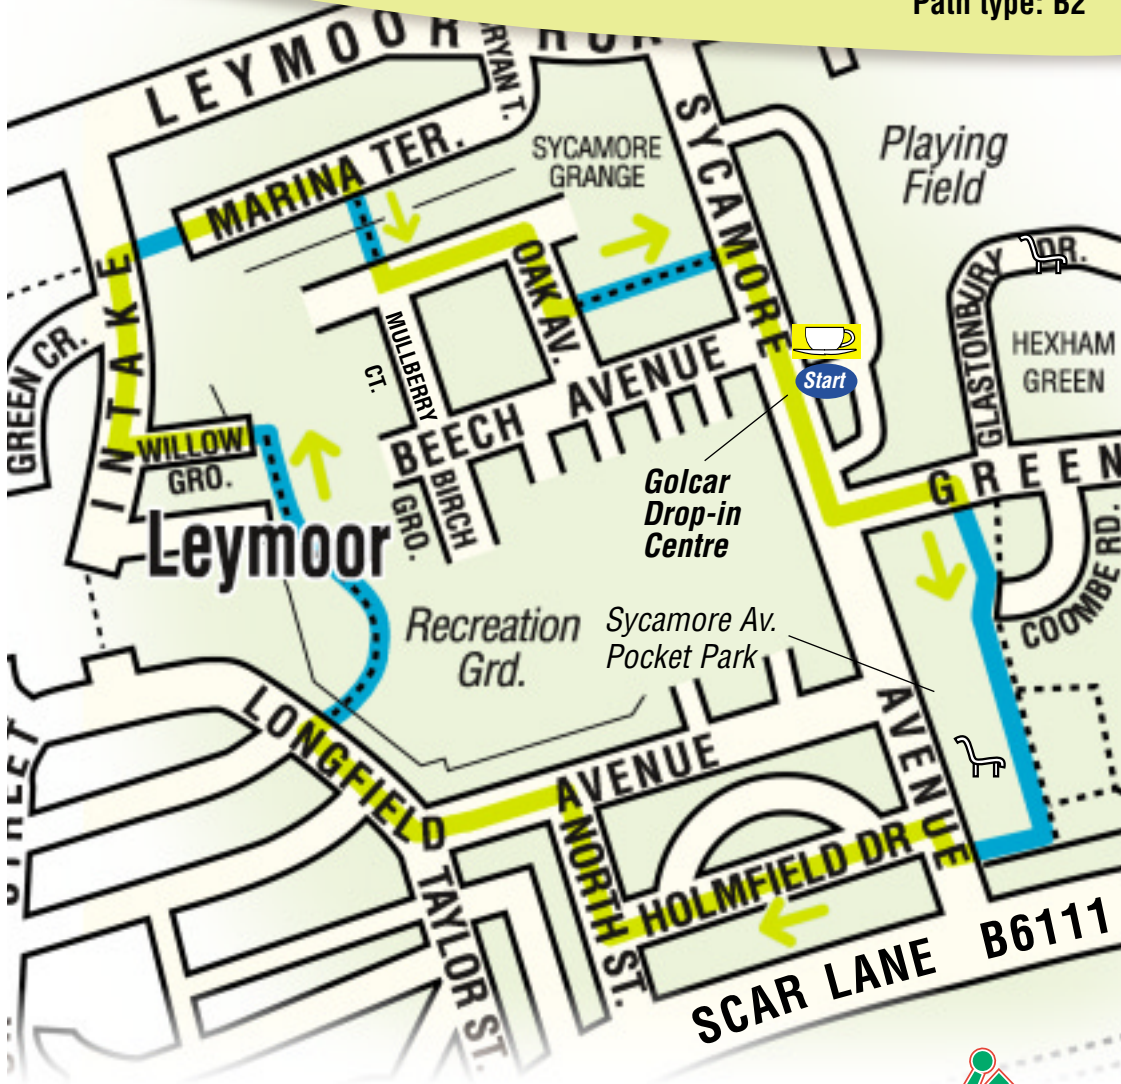 Path type: B2
LEYMOOR
RYAN T.
SYCAMORE
GRANGE
Playing
Field
MARINA TER.
SYCAMORE
INTAKE
OAK AV.
GLASTONBURY DR.
GREEN CR.
MULLBERRY
CT.
HEXHAM
GREEN
Start
BEECH AVENUE
WILLOW
GRO.
BIRCH
GRO.
Golcar
Drop-in
Centre
GREEN
Leymoor
COOMBE RD.
Recreation
Grd.
Sycamore Av.
Pocket Park
LONGFIELD AVENUE
AVENUE
NORTH ST.
HOLMFIELD DR
TAYLOR ST.
SCAR LANE B6111